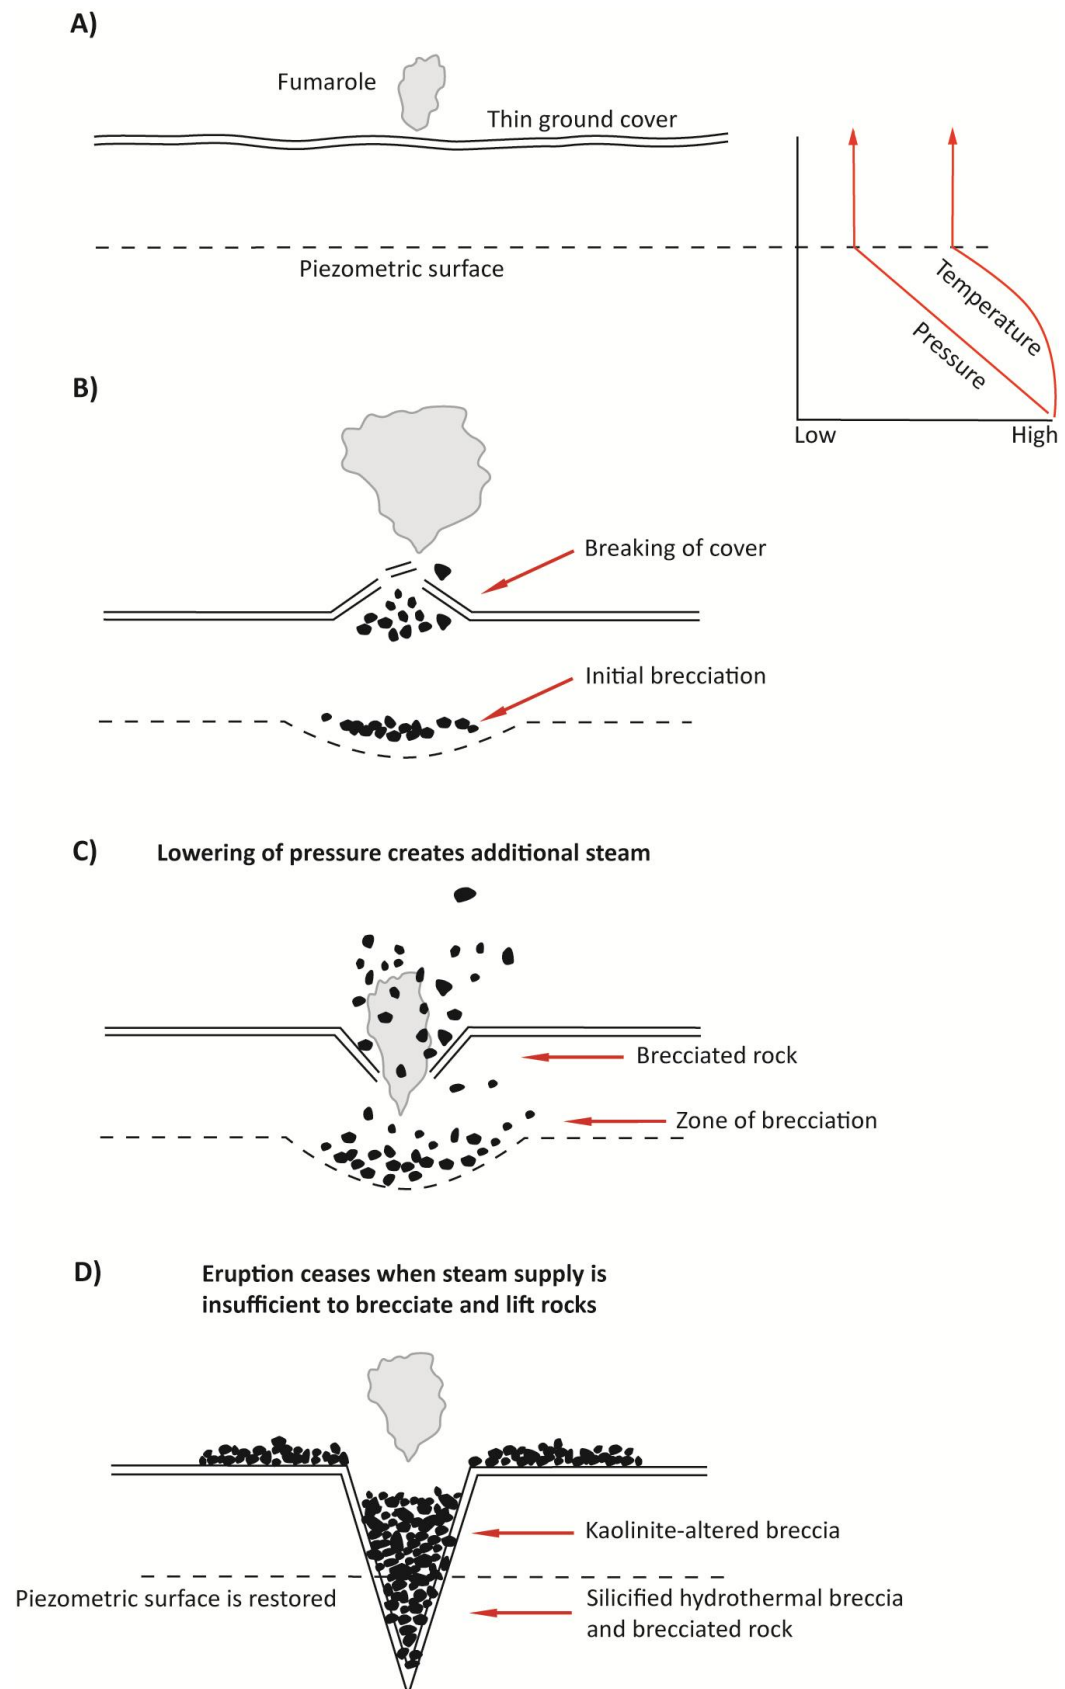 A)
Fumarole
Thin ground cover
Piezometric surface
Temperature
Pressure
Low
High
B)
Breaking of cover
Initial brecciation
C)
Lowering of pressure creates additional steam
Brecciated rock
Zone of brecciation
D)
Eruption ceases when steam supply is
insufficient to brecciate and lift rocks
Kaolinite-altered breccia
Piezometric surface is restored
Silicified hydrothermal breccia
and brecciated rock